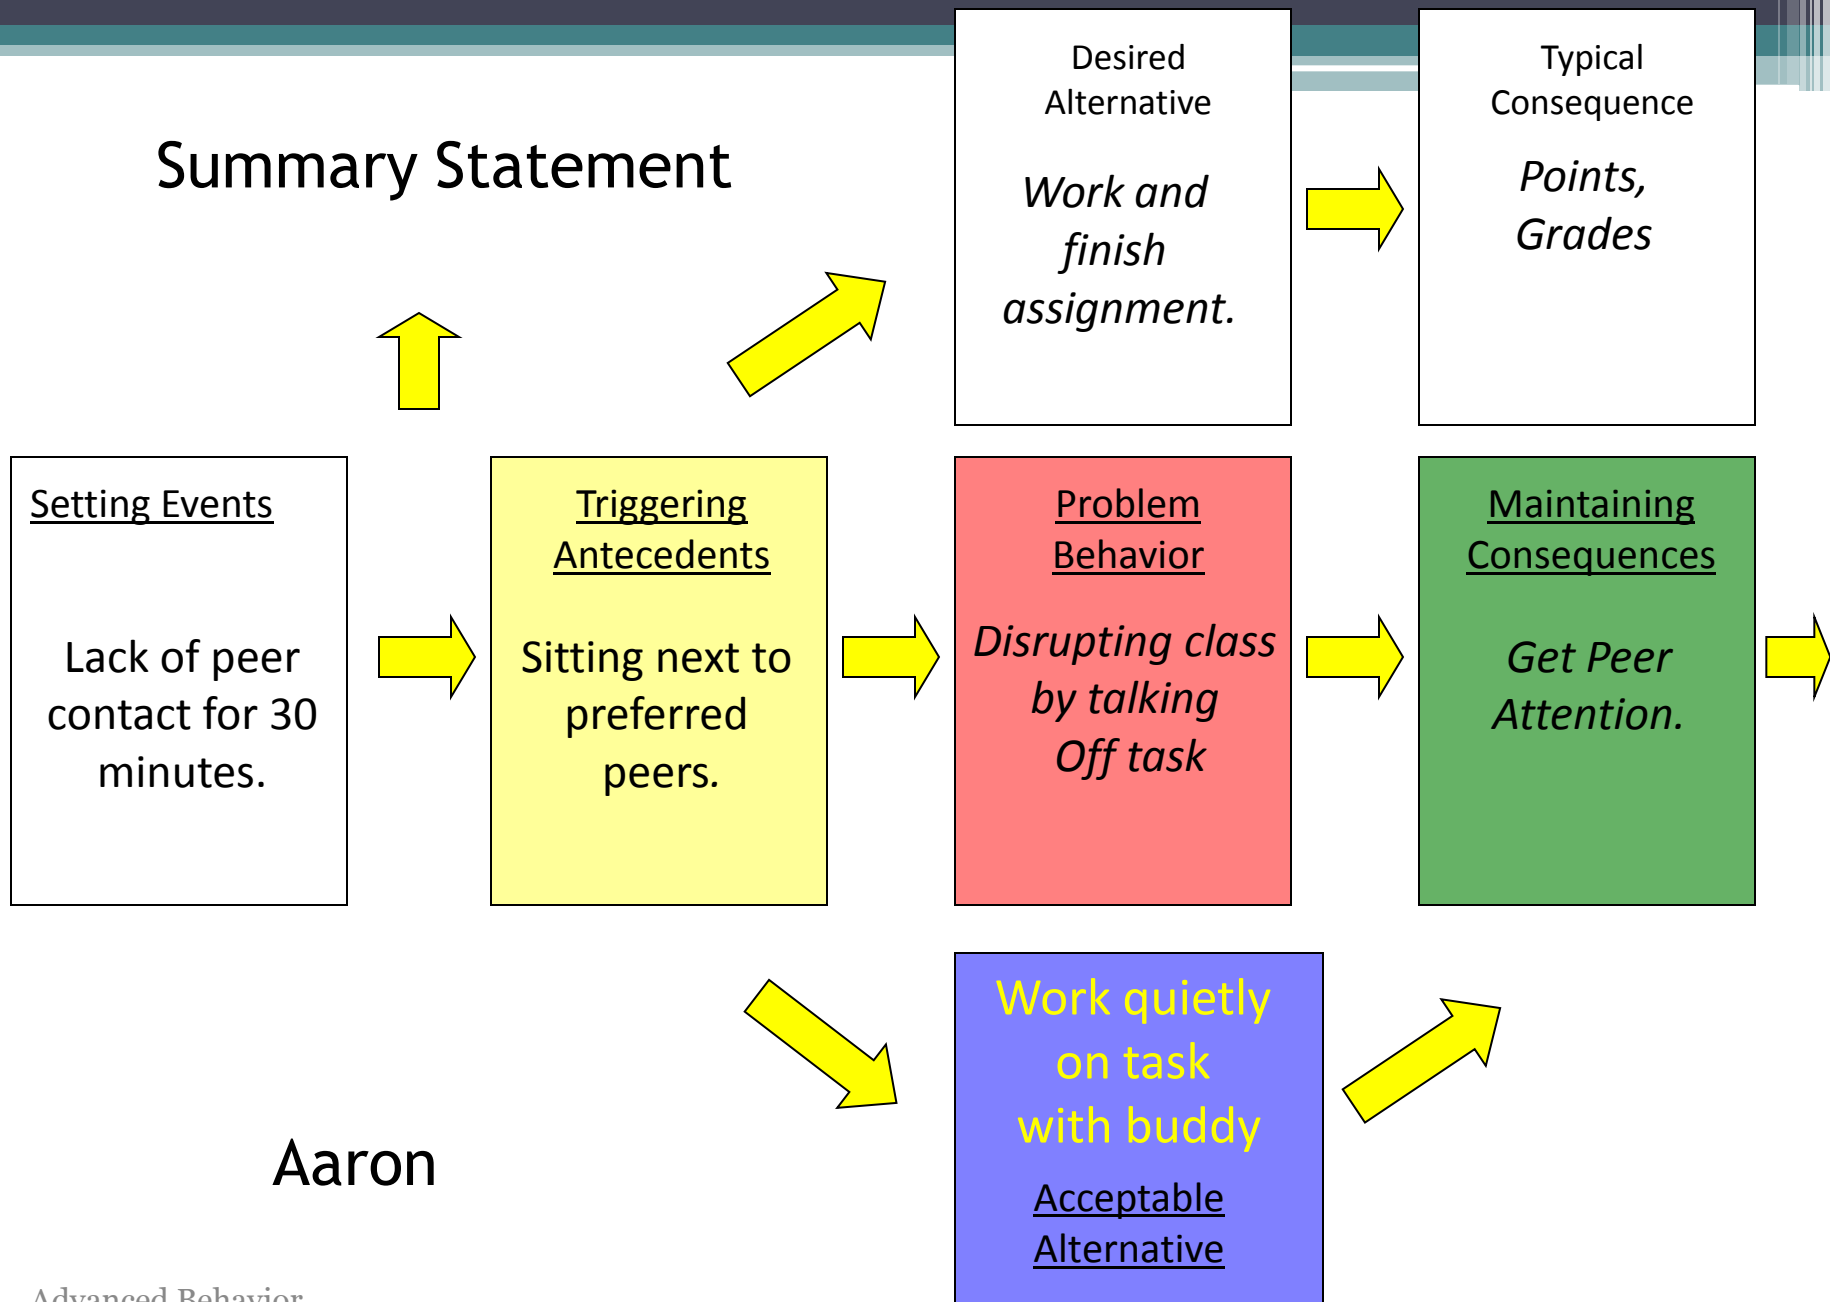 Summary Statement
Desired
Alternative
Work and
finish
assignment.
Typical
Consequence
Points,
Grades
Setting Events
Lack of peer
contact for 30
minutes.
Triggering
Antecedents
Sitting next to
preferred
peers.
Problem
Behavior
Disrupting class
by talking
Off task
Maintaining
Consequences
Get Peer
Attention.
Work quietly
on task
with buddy
Acceptable
Alternative
Aaron
Advanced Behavior